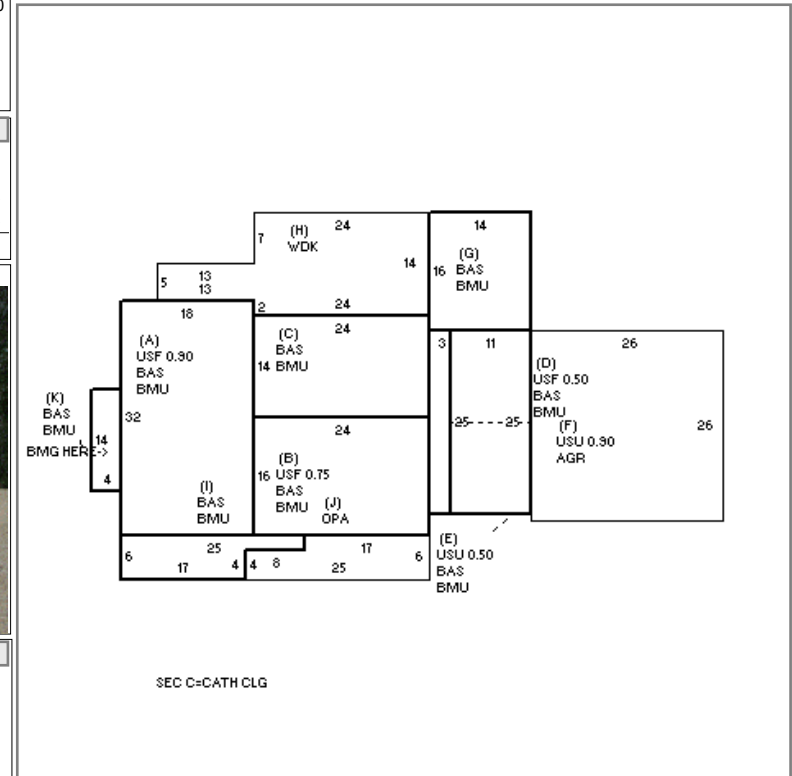 24
14
7
(H)
WDK
(G)
BAS
BMU
14
16
5
13
13
2
24
18
24
3
11
26
(A)
USF 0.90
BAS
BMU
(C)
BAS
BMU
14
(D)
USF 0.50
BAS
BMU
(K)
BAS
BMU
BMG HERE->
14
4
32
24
25
25
(F)
USU 0.90
AGR
26
(B)
USF 0.75
BAS
BMU
16
(I)
BAS
BMU
(J)
OPA
6
25
17
4
4
8
17
25
6
(E)
USU 0.50
BAS
BMU
SEC C=CATH CLG